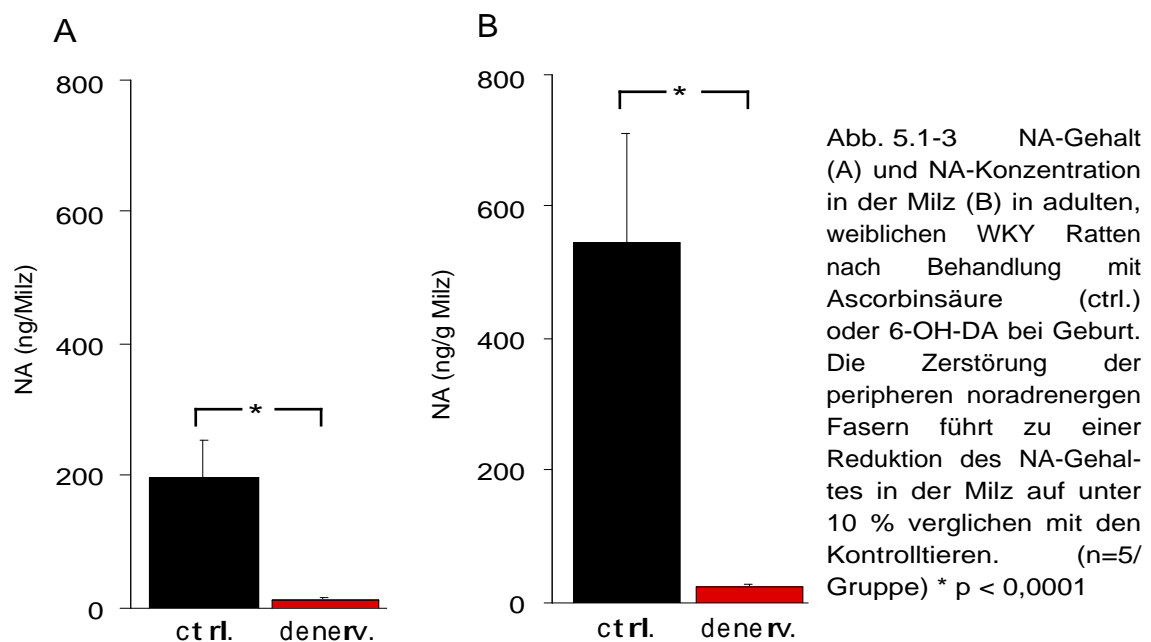 A
800
600
400
200
0
NA (ng/Milz)
*
ctrl. denerv.
B
800
600
400
200
0
NA (ng/g Milz)
*
ctrl. denerv.
Abb. 5.1-3 NA-Gehalt
(A) und NA-Konzentration
in der Milz (B) in adulten,
weiblichen WKY Ratten
nach Behandlung mit
Ascorbinsäure (ctrl.)
oder 6-OH-DA bei Geburt.
Die Zerstörung der
peripheren noradrenergen
Fasern führt zu einer
Reduktion des NA-Gehal-
tes in der Milz auf unter
10 % verglichen mit den
Kontrolltieren. (n=5/
Gruppe) * p < 0,0001